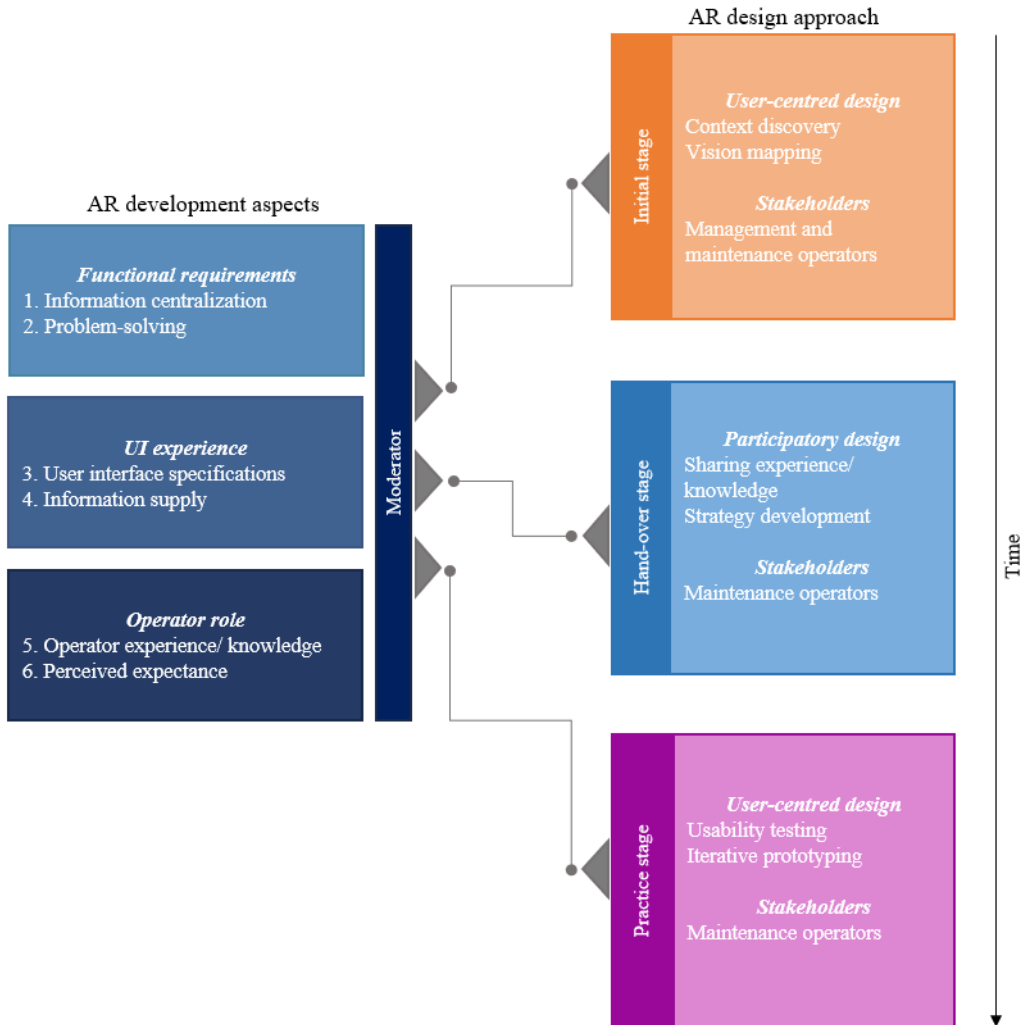 AR development aspects
Functional requirements
1. Information centralization
2. Problem-solving
UI experience
3. User interface specifications
4. Information supply
Operator role
5. Operator experience/ knowledge
6. Perceived expectance
Moderator
AR design approach
Initial stage
User-centred design
Context discovery
Vision mapping
Stakeholders
Management and
maintenance operators
Hand-over stage
Participatory design
Sharing experience/
knowledge
Strategy development
Stakeholders
Maintenance operators
Practice stage
User-centred design
Usability testing
Iterative prototyping
Stakeholders
Maintenance operators
Time